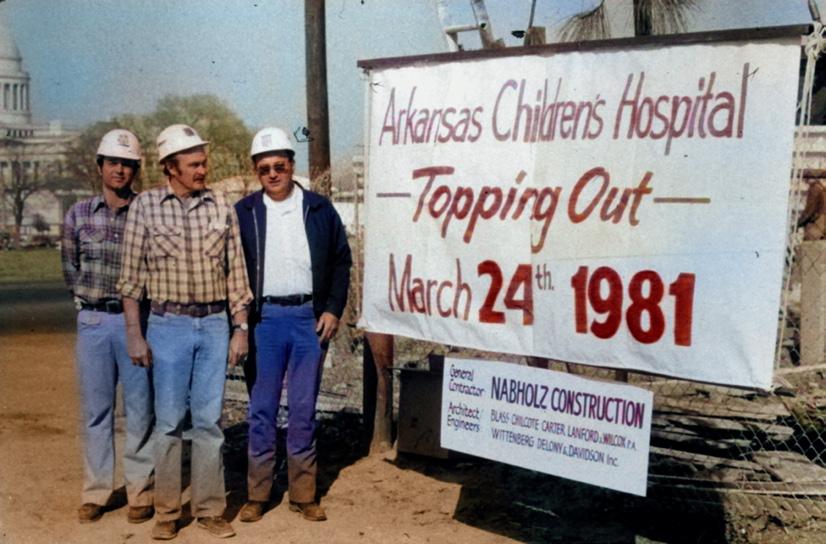 Arkansas Children's Hospital
— Topping Out —
March 24th. 1981
General Contractor NABHOLZ CONSTRUCTION
Architect/Engineers BLASS CHILCOTE CARTER, LANFORD & WILCOX P.A.
WITTENBERG DELONY & DAVIDSON Inc.